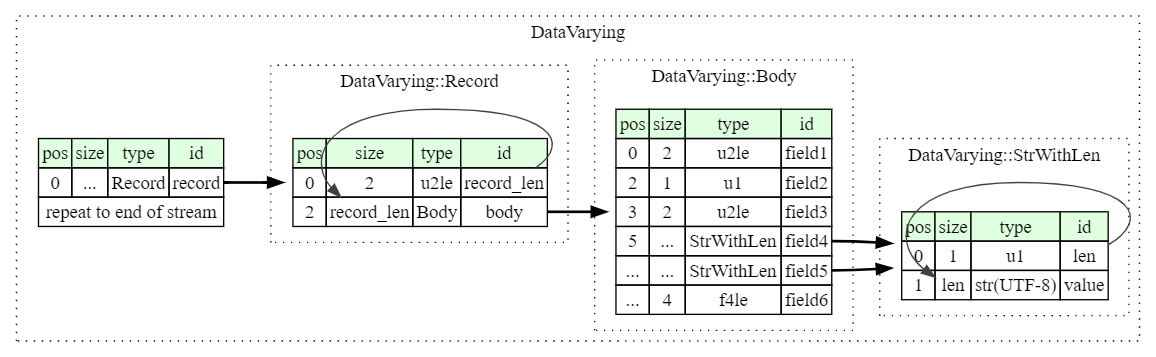 DataVarying
pos size type id
0 ... Record record
repeat to end of stream
DataVarying::Record
pos size type id
0 2 u2le record_len
2 record_len Body body
DataVarying::Body
pos size type id
0 2 u2le field1
2 1 u1 field2
3 2 u2le field3
5 ... StrWithLen field4
... ... StrWithLen field5
... 4 f4le field6
DataVarying::StrWithLen
pos size type id
0 1 u1 len
1 len str(UTF-8) value